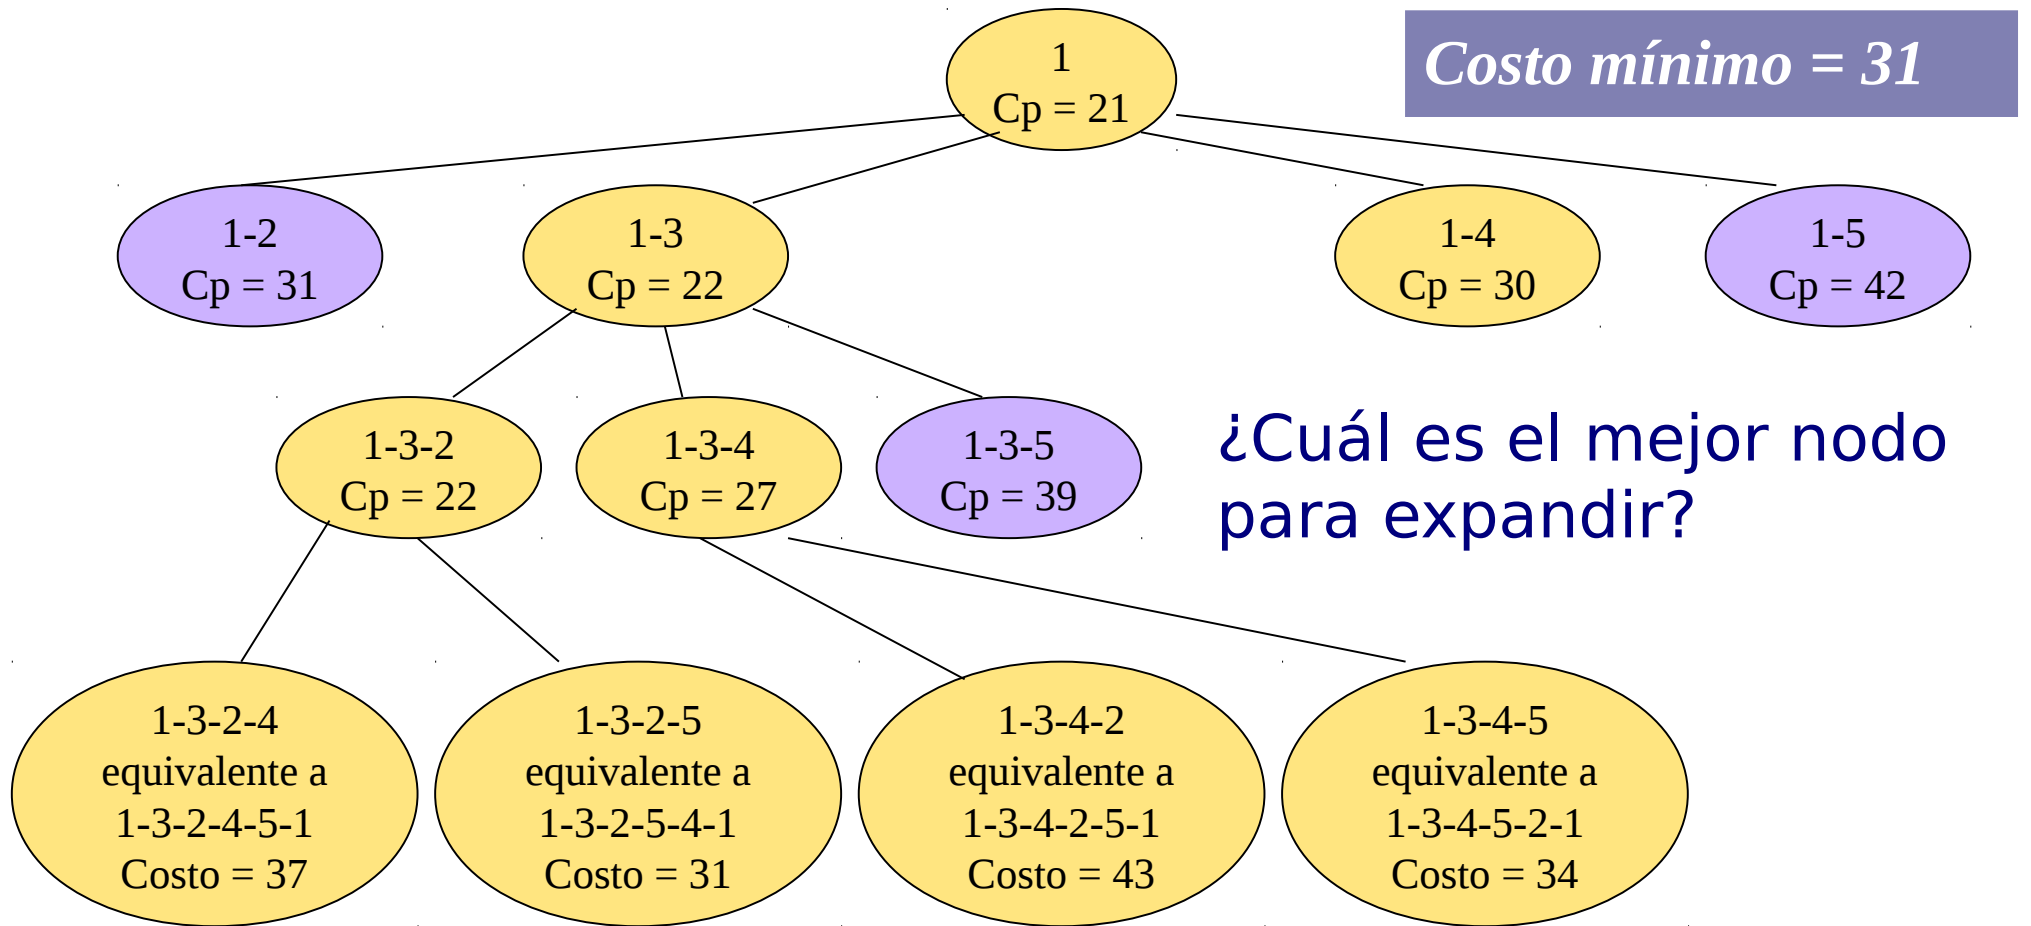 1
Cp = 21
Costo mínimo = 31
1-2
Cp = 31
1-3
Cp = 22
1-4
Cp = 30
1-5
Cp = 42
1-3-2
Cp = 22
1-3-4
Cp = 27
1-3-5
Cp = 39
¿Cuál es el mejor nodo
para expandir?
1-3-2-4
equivalente a
1-3-2-4-5-1
Costo = 37
1-3-2-5
equivalente a
1-3-2-5-4-1
Costo = 31
1-3-4-2
equivalente a
1-3-4-2-5-1
Costo = 43
1-3-4-5
equivalente a
1-3-4-5-2-1
Costo = 34